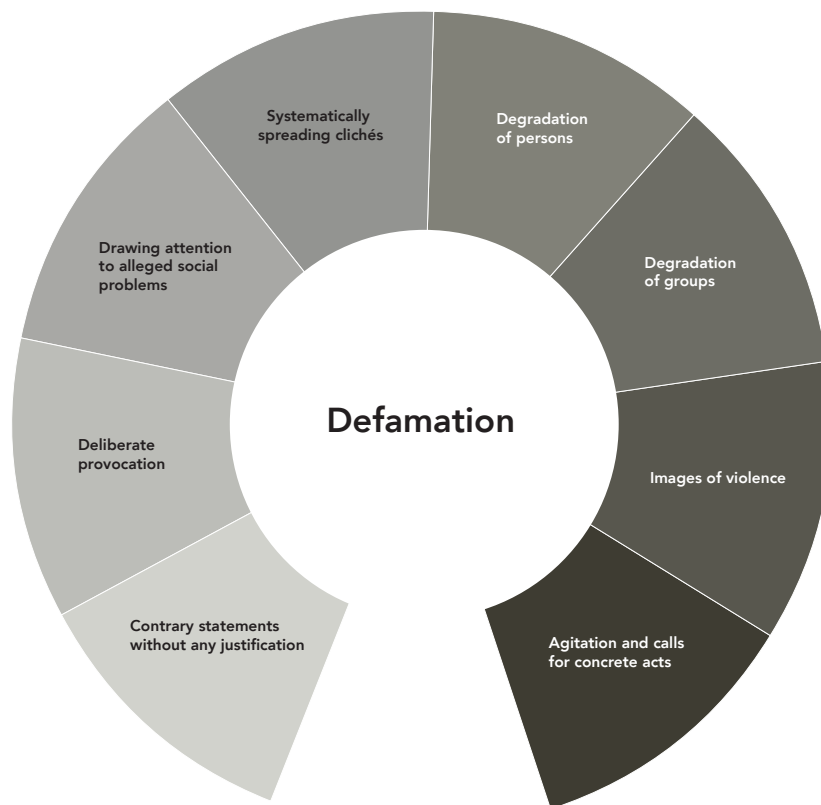 Systematically
spreading clichés
Degradation
of persons
Drawing attention
to alleged social
problems
Degradation
of groups
Defamation
Deliberate
provocation
Images of violence
Contrary statements
without any justification
Agitation and calls
for concrete acts